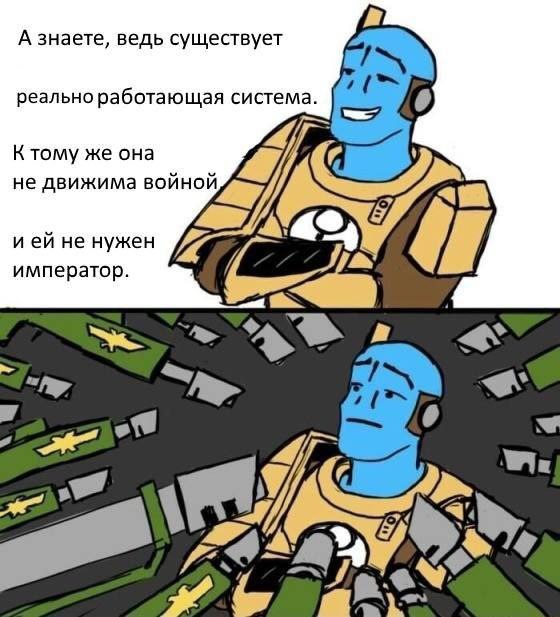 А знаете, ведь существует
реально работающая система.
К тому же она
не движима войной,
и ей не нужен
император.